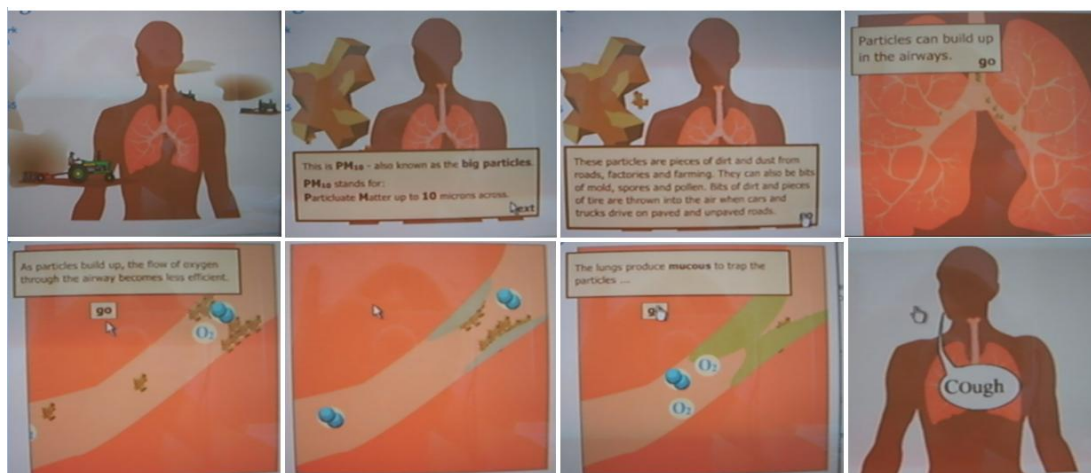 This is PM₁₀ - also known as the big particles.
PM₁₀ stands for:
Particluate Matter up to 10 microns across.
ext
These particles are pieces of dirt and dust from
roads, factories and farming. They can also be bits
of mold, spores and pollen. Bits of dirt and pieces
of tire are thrown into the air when cars and
trucks drive on paved and unpaved roads.
Particles can build up
in the airways.
go
As particles build up, the flow of oxygen
through the airway becomes less efficient.
go
O₂
The lungs produce mucous to trap the
particles ...
O₂
O₂
Cough